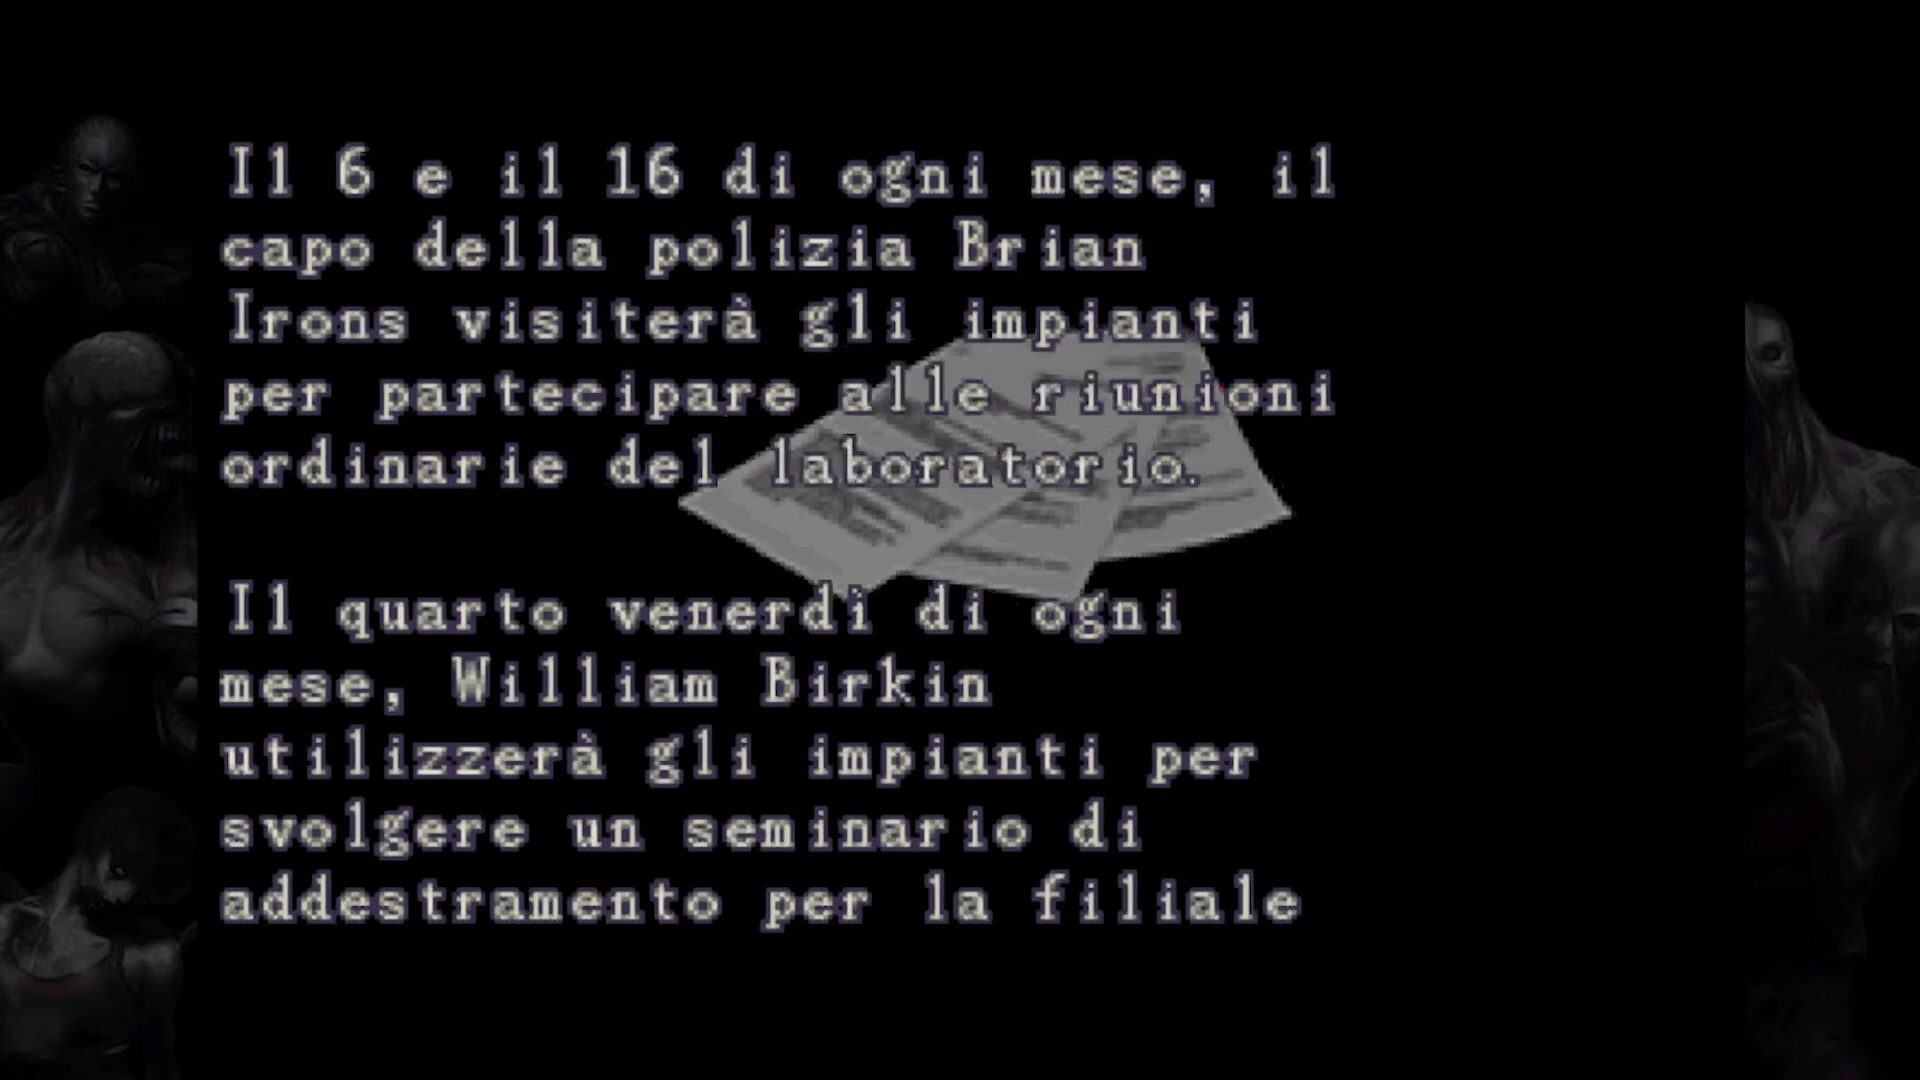 Il 6 e il 16 di ogni mese, il
capo della polizia Brian
Irons visiterà gli impianti
per partecipare alle riunioni
ordinarie del laboratorio.
Il quarto venerdi di ogni
mese, William Birkin
utilizzerà gli impianti per
svolgere un seminario di
addestramento per la filiale